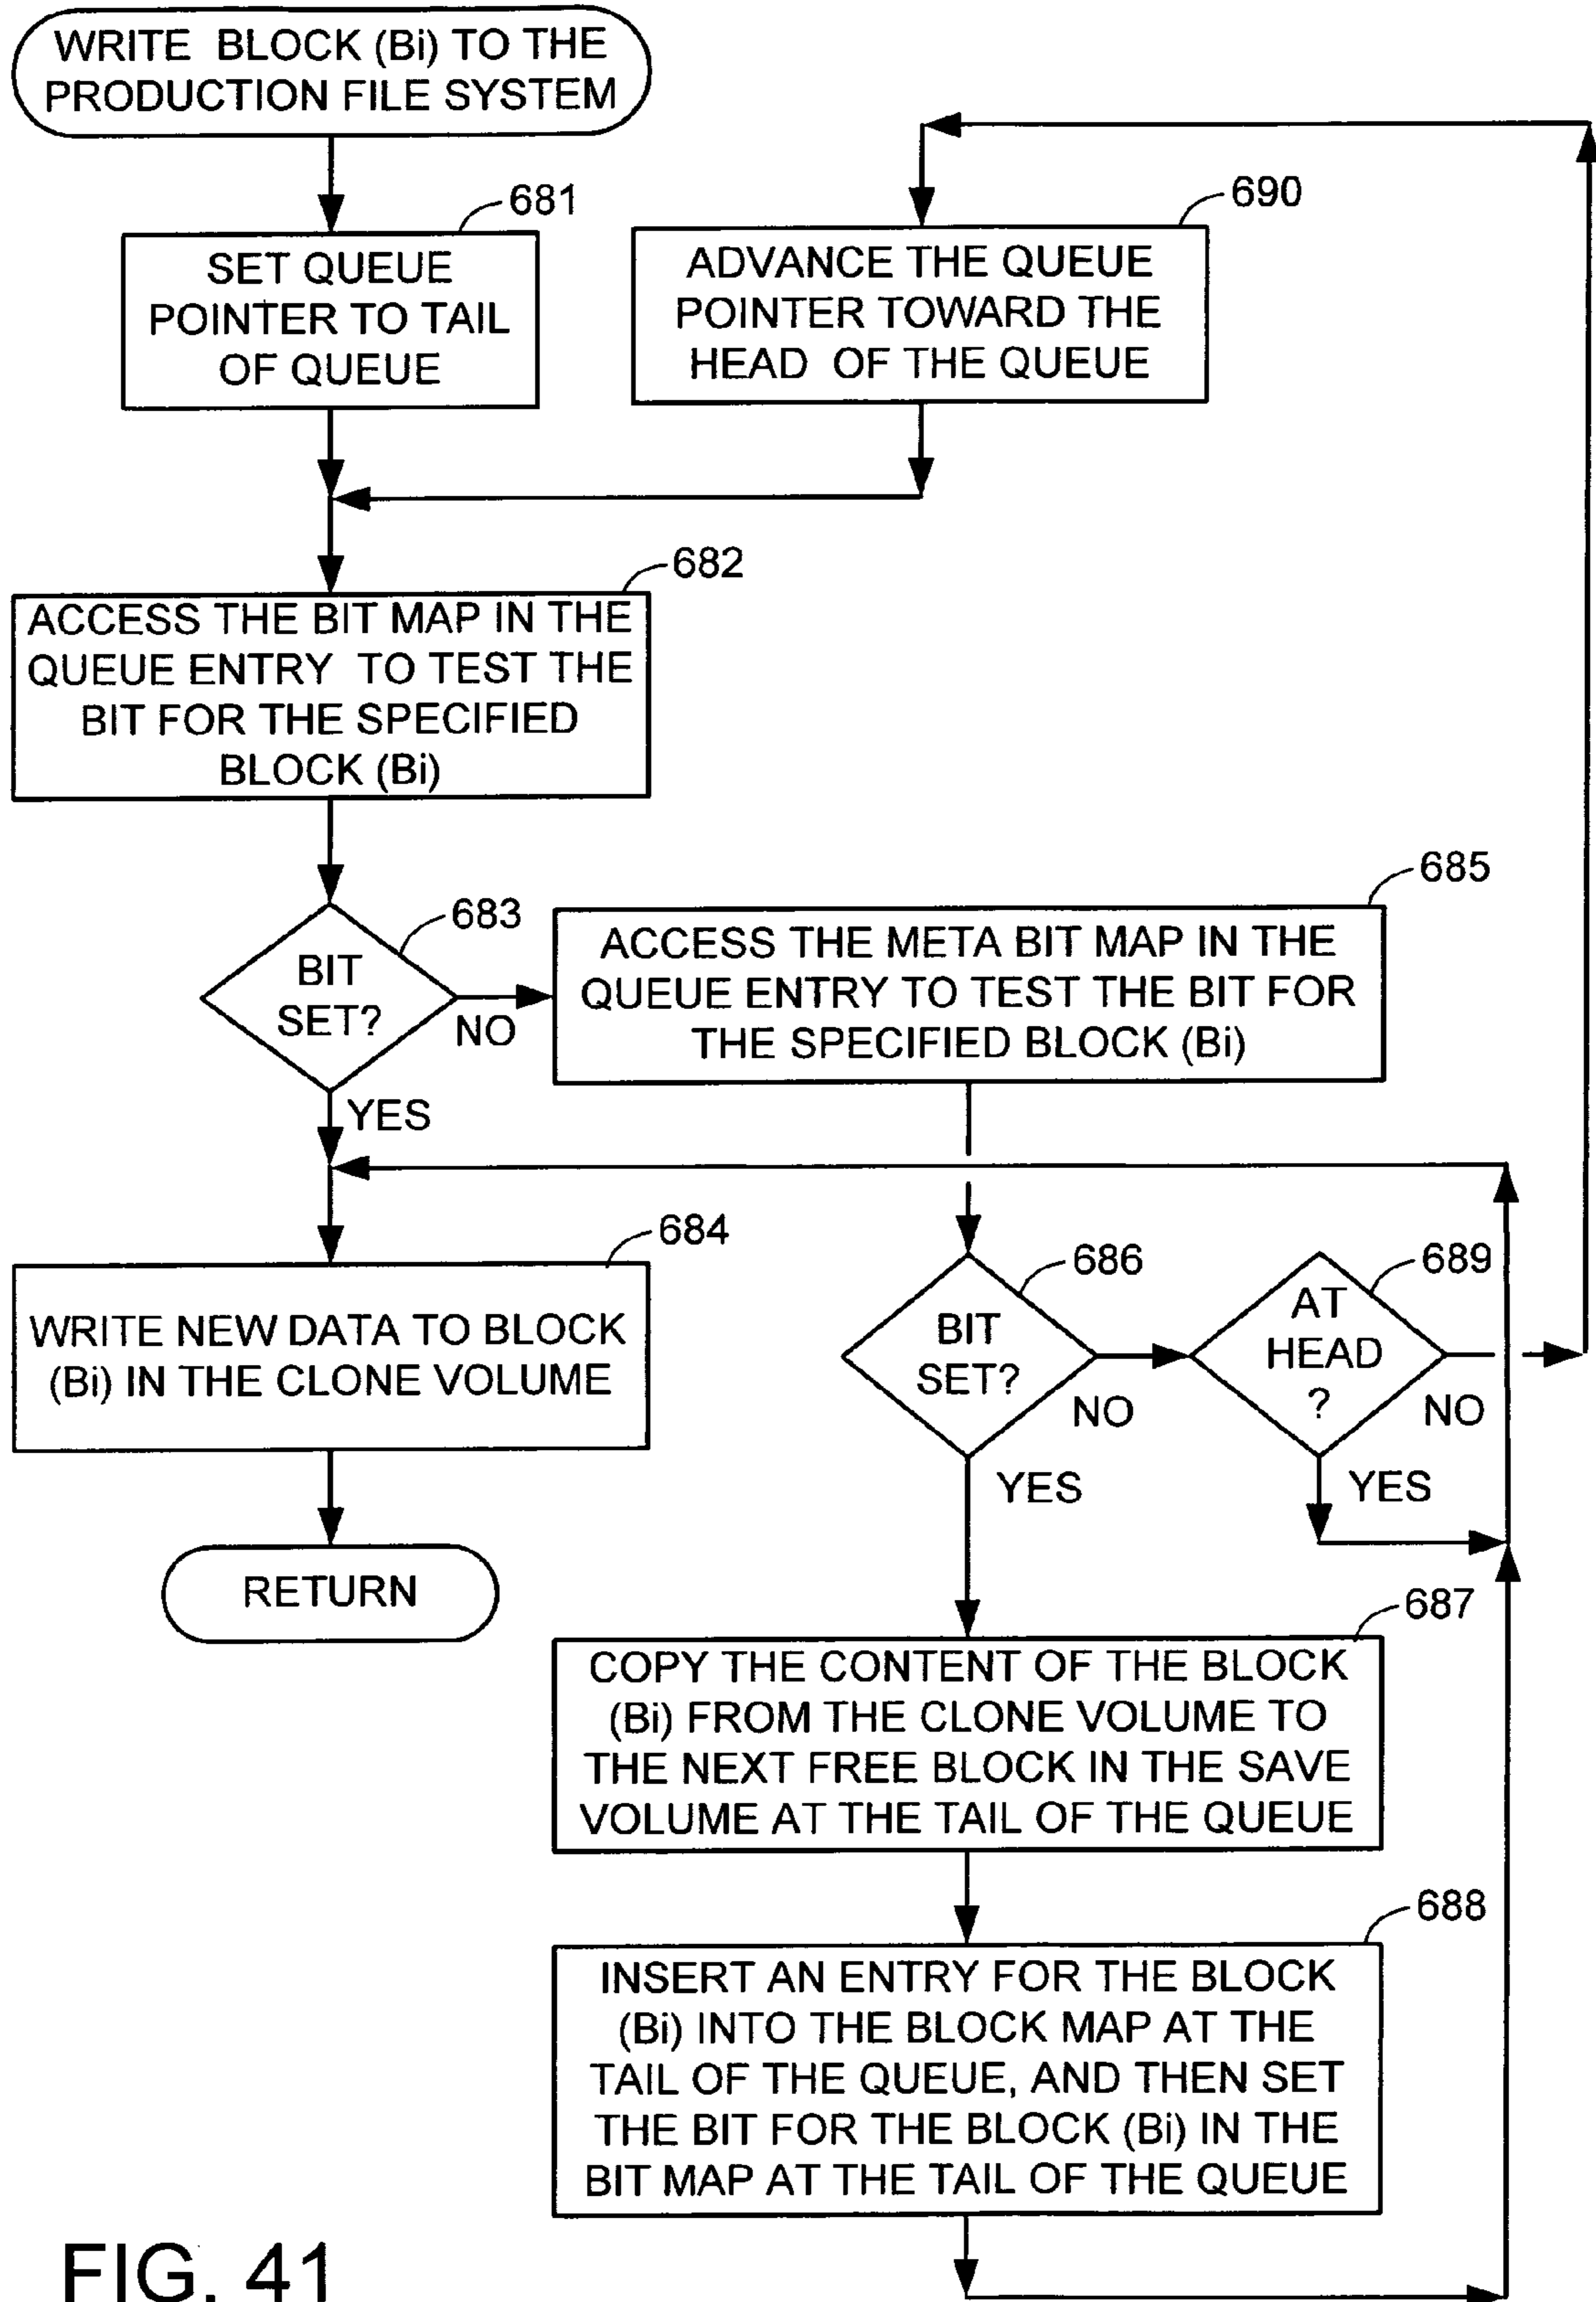 WRITE BLOCK (Bi) TO THE
PRODUCTION FILE SYSTEM
681
SET QUEUE
POINTER TO TAIL
OF QUEUE
690
ADVANCE THE QUEUE
POINTER TOWARD THE
HEAD OF THE QUEUE
682
ACCESS THE BIT MAP IN THE
QUEUE ENTRY TO TEST THE
BIT FOR THE SPECIFIED
BLOCK (Bi)
683
BIT
SET?
NO
YES
685
ACCESS THE META BIT MAP IN THE
QUEUE ENTRY TO TEST THE BIT FOR
THE SPECIFIED BLOCK (Bi)
684
WRITE NEW DATA TO BLOCK
(Bi) IN THE CLONE VOLUME
RETURN
686
BIT
SET?
NO
YES
689
AT
HEAD
?
NO
YES
687
COPY THE CONTENT OF THE BLOCK
(Bi) FROM THE CLONE VOLUME TO
THE NEXT FREE BLOCK IN THE SAVE
VOLUME AT THE TAIL OF THE QUEUE
688
INSERT AN ENTRY FOR THE BLOCK
(Bi) INTO THE BLOCK MAP AT THE
TAIL OF THE QUEUE, AND THEN SET
THE BIT FOR THE BLOCK (Bi) IN THE
BIT MAP AT THE TAIL OF THE QUEUE
FIG. 41